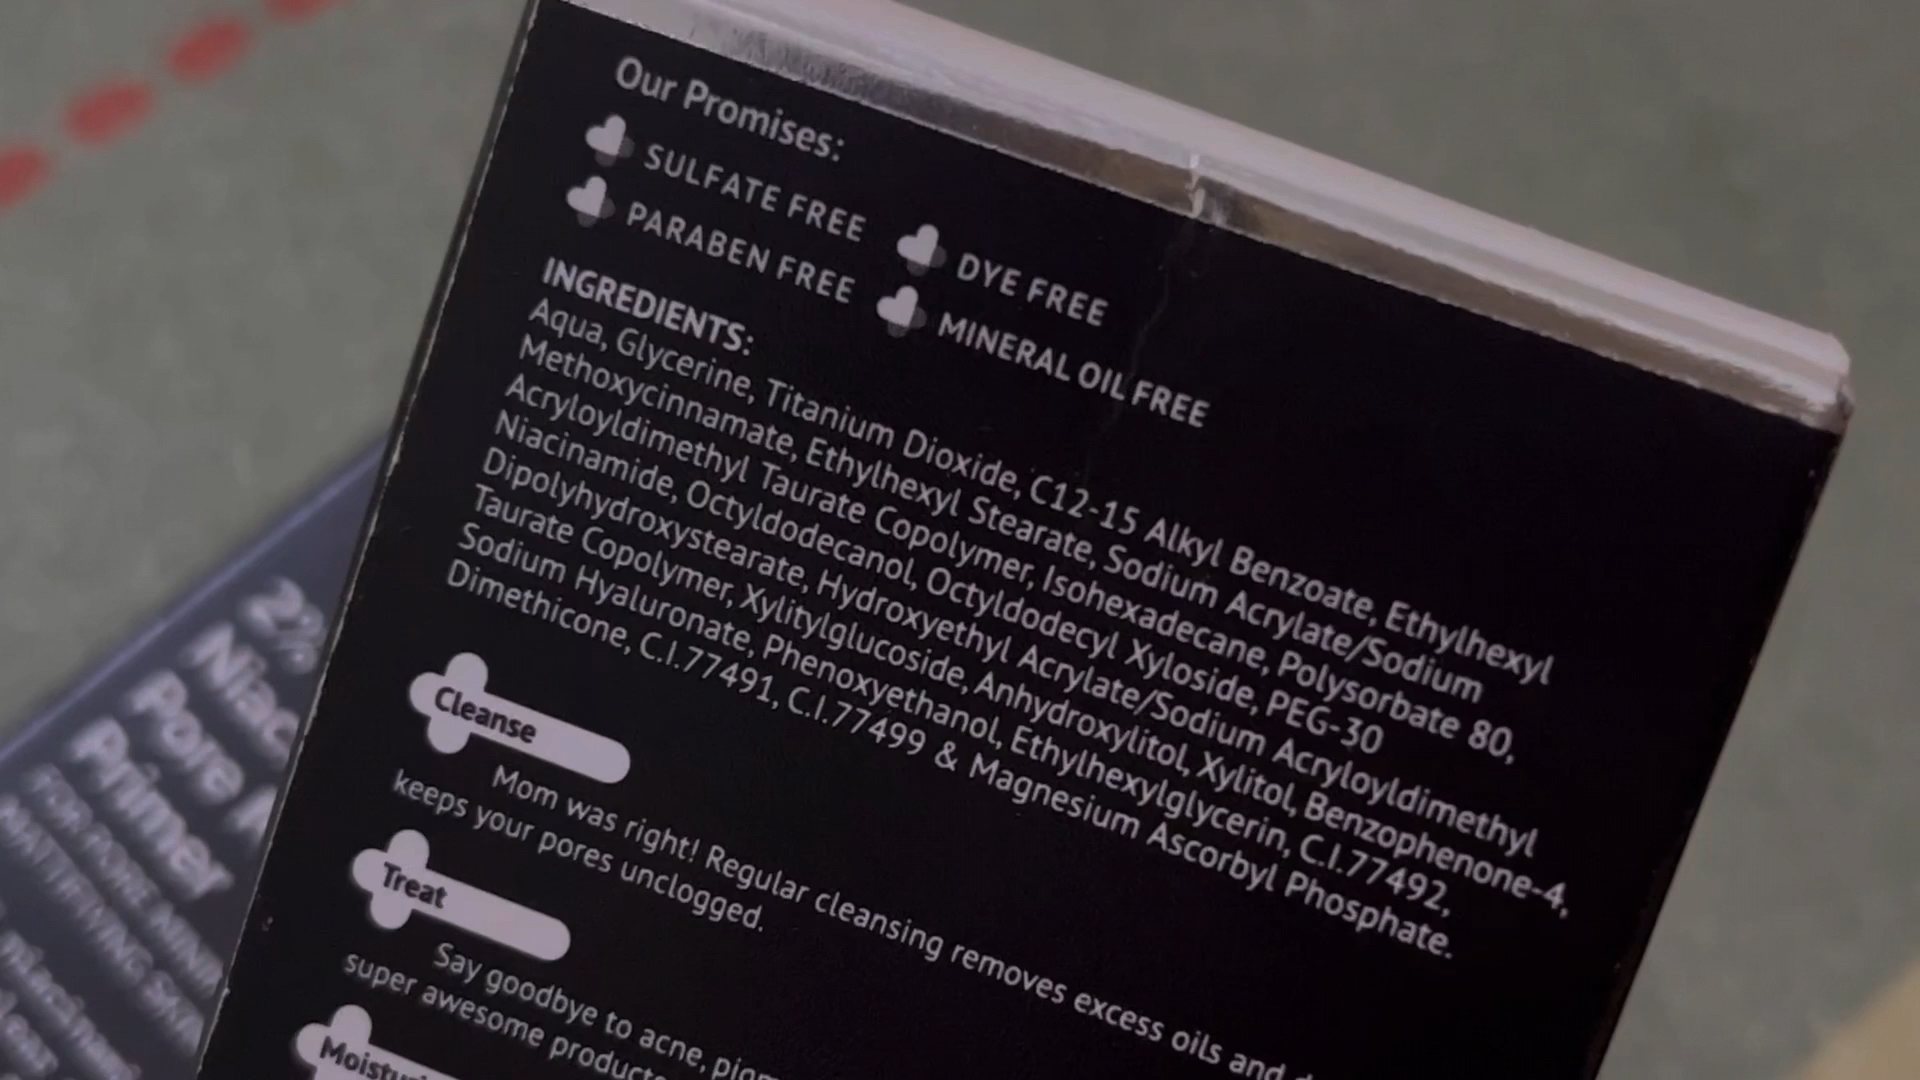 Our Promises:
SULFATE FREE
DYE FREE
PARABEN FREE
MINERAL OIL FREE
INGREDIENTS:
Aqua, Glycerine, Titanium Dioxide, C12-15 Alkyl Benzoate, Ethylhexyl
Methoxycinnamate, Ethylhexyl Stearate, Sodium Acrylate/Sodium
Acryloyldimethyl Taurate Copolymer, Isohexadecane, Polysorbate 80,
Niacinamide, Octyldodecanol, Octyldodecyl Xyloside, PEG-30
Dipolyhydroxystearate, Hydroxyethyl Acrylate/Sodium Acryloyldimethyl
Taurate Copolymer, Xylitylglucoside, Anhydroxylitol, Xylitol, Benzophenone-4,
Sodium Hyaluronate, Phenoxyethanol, Ethylhexylglycerin, C.I.77492,
Dimethicone, C.I.77491, C.I.77499 & Magnesium Ascorbyl Phosphate.
Cleanse
Mom was right! Regular cleansing removes excess oils and
keeps your pores unclogged.
Treat
Say goodbye to acne,
super awesome products
2%
Pore
Primer